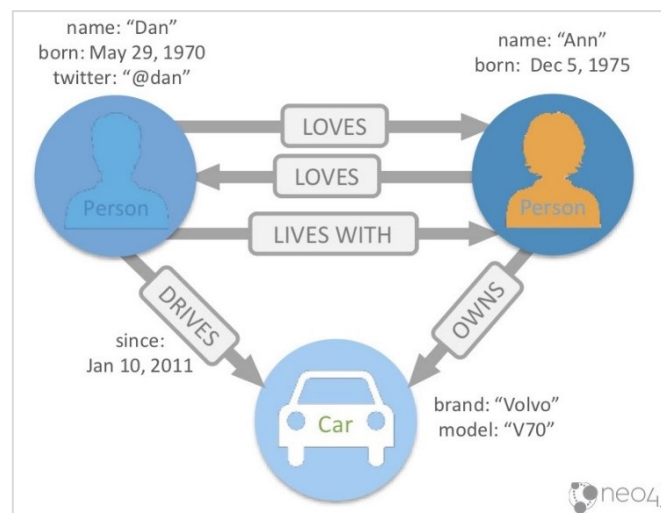 name: “Dan”
born: May 29, 1970
twitter: “@dan”
name: “Ann”
born: Dec 5, 1975
LOVES
LOVES
Person
Person
LIVES WITH
DRIVES
OWNS
since:
Jan 10, 2011
Car
brand: “Volvo”
model: “V70”
neo4j